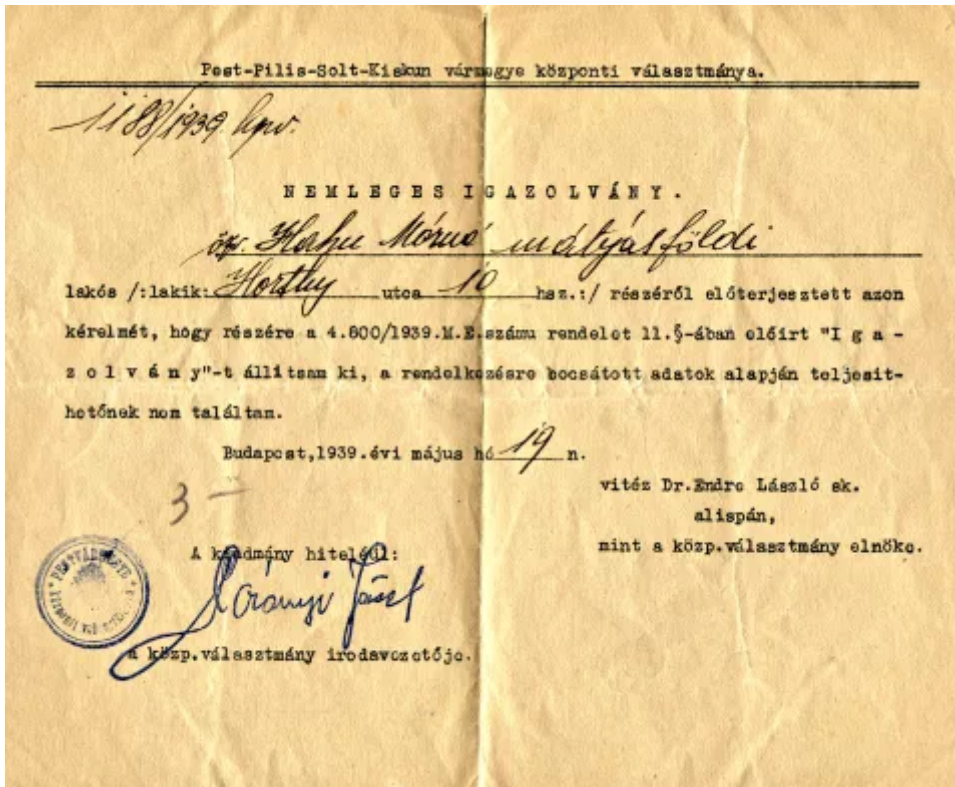 Pest-Pilis-Solt-Kiskun vármegye központi választmánya.
1188/1939. kpv.
NEMLEGES IGAZOLVÁNY.
özv. Hahn Mórné mátyásföldi
lakós /:lakik: Horthy utca 10 hsz.:/ részéről előterjesztett azon
kérelmét, hogy részére a 4.800/1939.M.E.számu rendelet 11.§-ában előirt "I g a -
z o l v á n y"-t állitsam ki, a rendelkezésre bocsátott adatok alapján teljesit-
hetőnek nem találtam.
Budapest,1939.évi május hó 19 n.
vitéz Dr.Endre László sk.
alispán,
mint a közp.választmány elnöke.
3 -
A kiadmány hiteléül:
József
a közp.választmány irodavezetője.
PESTVÁRMEGYE